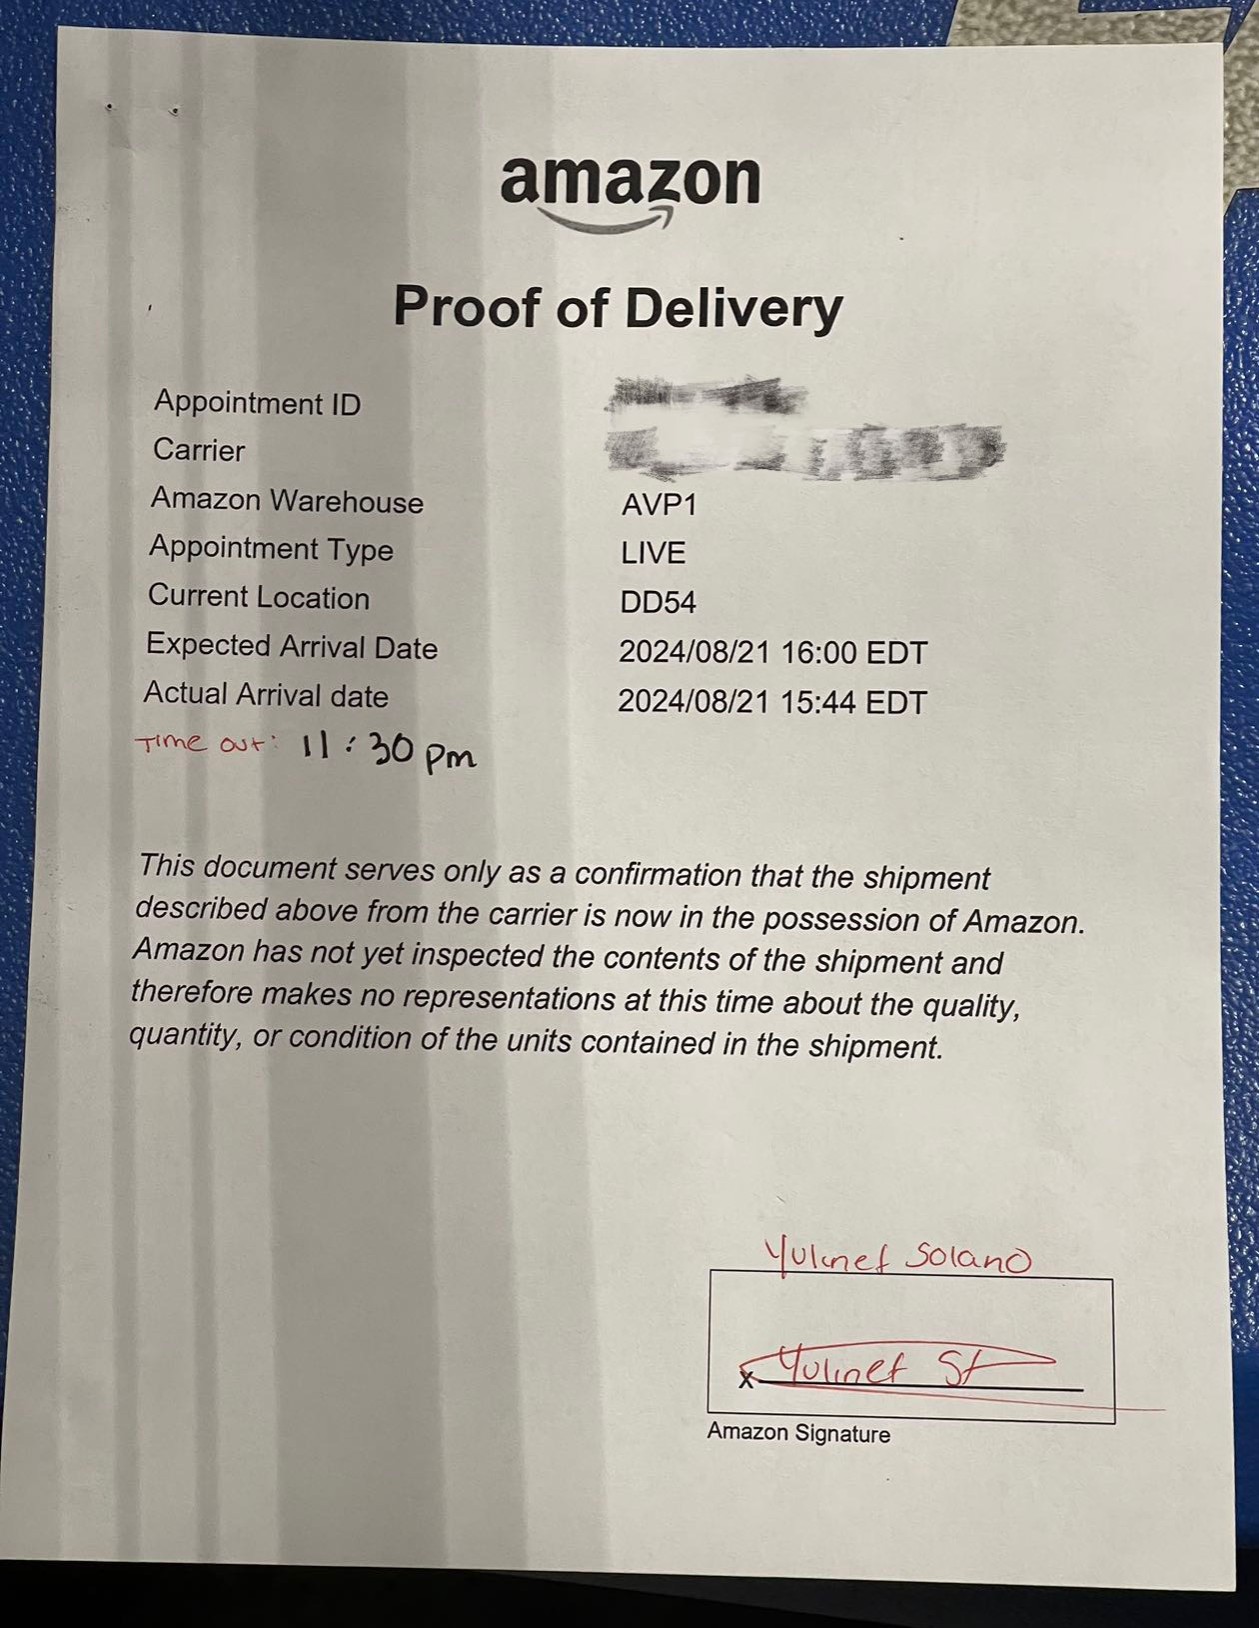 amazon
Proof of Delivery
Appointment ID
Carrier
Amazon Warehouse AVP1
Appointment Type LIVE
Current Location DD54
Expected Arrival Date 2024/08/21 16:00 EDT
Actual Arrival date 2024/08/21 15:44 EDT
Time out: 11:30 pm
This document serves only as a confirmation that the shipment
described above from the carrier is now in the possession of Amazon.
Amazon has not yet inspected the contents of the shipment and
therefore makes no representations at this time about the quality,
quantity, or condition of the units contained in the shipment.
Solano
x
Amazon Signature